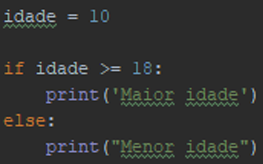 idade = 10

if idade >= 18:
    print('Maior idade')
else:
    print("Menor idade")